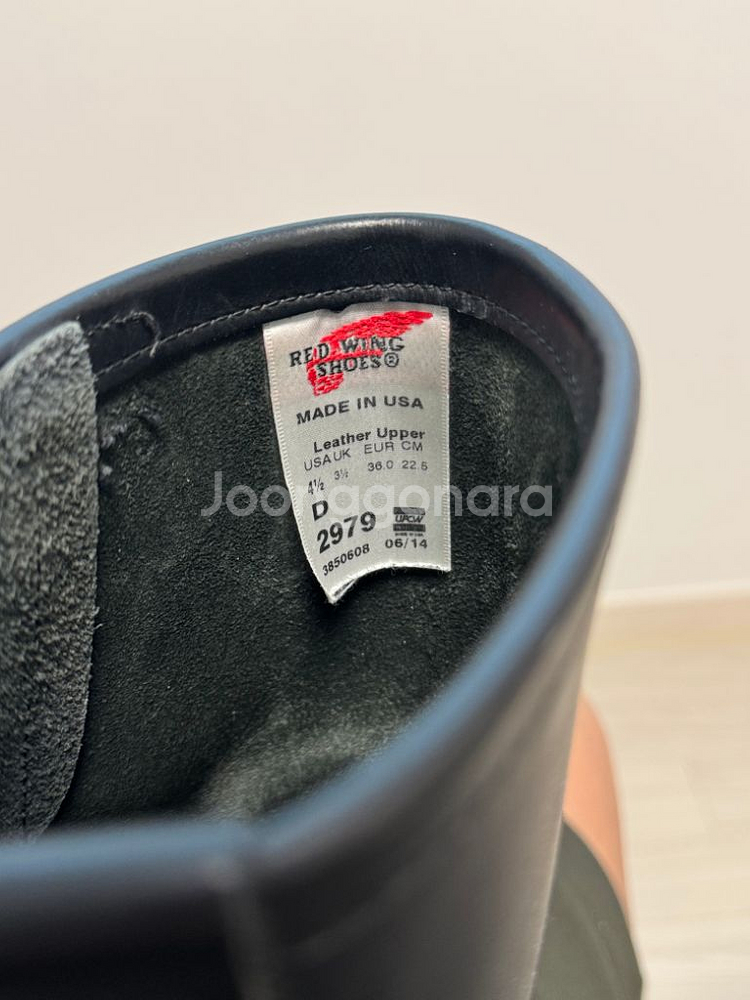 RED WING
SHOES®
MADE IN USA
Leather Upper
USA UK EUR CM
4½ 3½ 36.0 22.5
D
2979
UFCW
3850608 06/14
Joonggonara